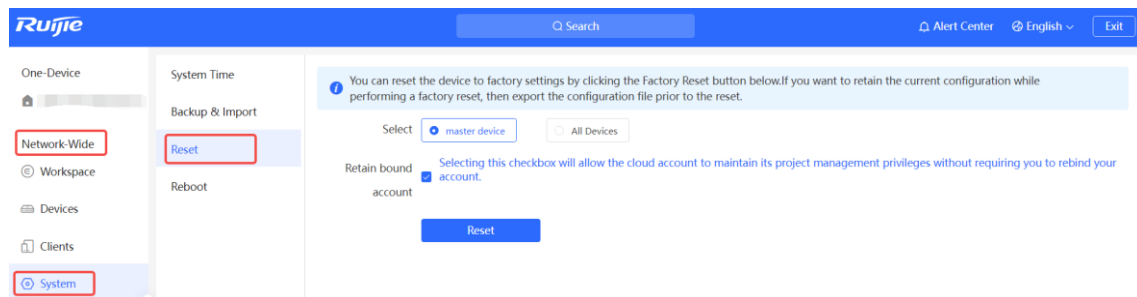 Ruijie
Search
Alert Center
English
Exit
One-Device
Network-Wide
Workspace
Devices
Clients
System
System Time
Backup & Import
Reset
Reboot
You can reset the device to factory settings by clicking the Factory Reset button below.If you want to retain the current configuration while
performing a factory reset, then export the configuration file prior to the reset.
Select
master device
All Devices
Retain bound
account
Selecting this checkbox will allow the cloud account to maintain its project management privileges without requiring you to rebind your
account.
Reset